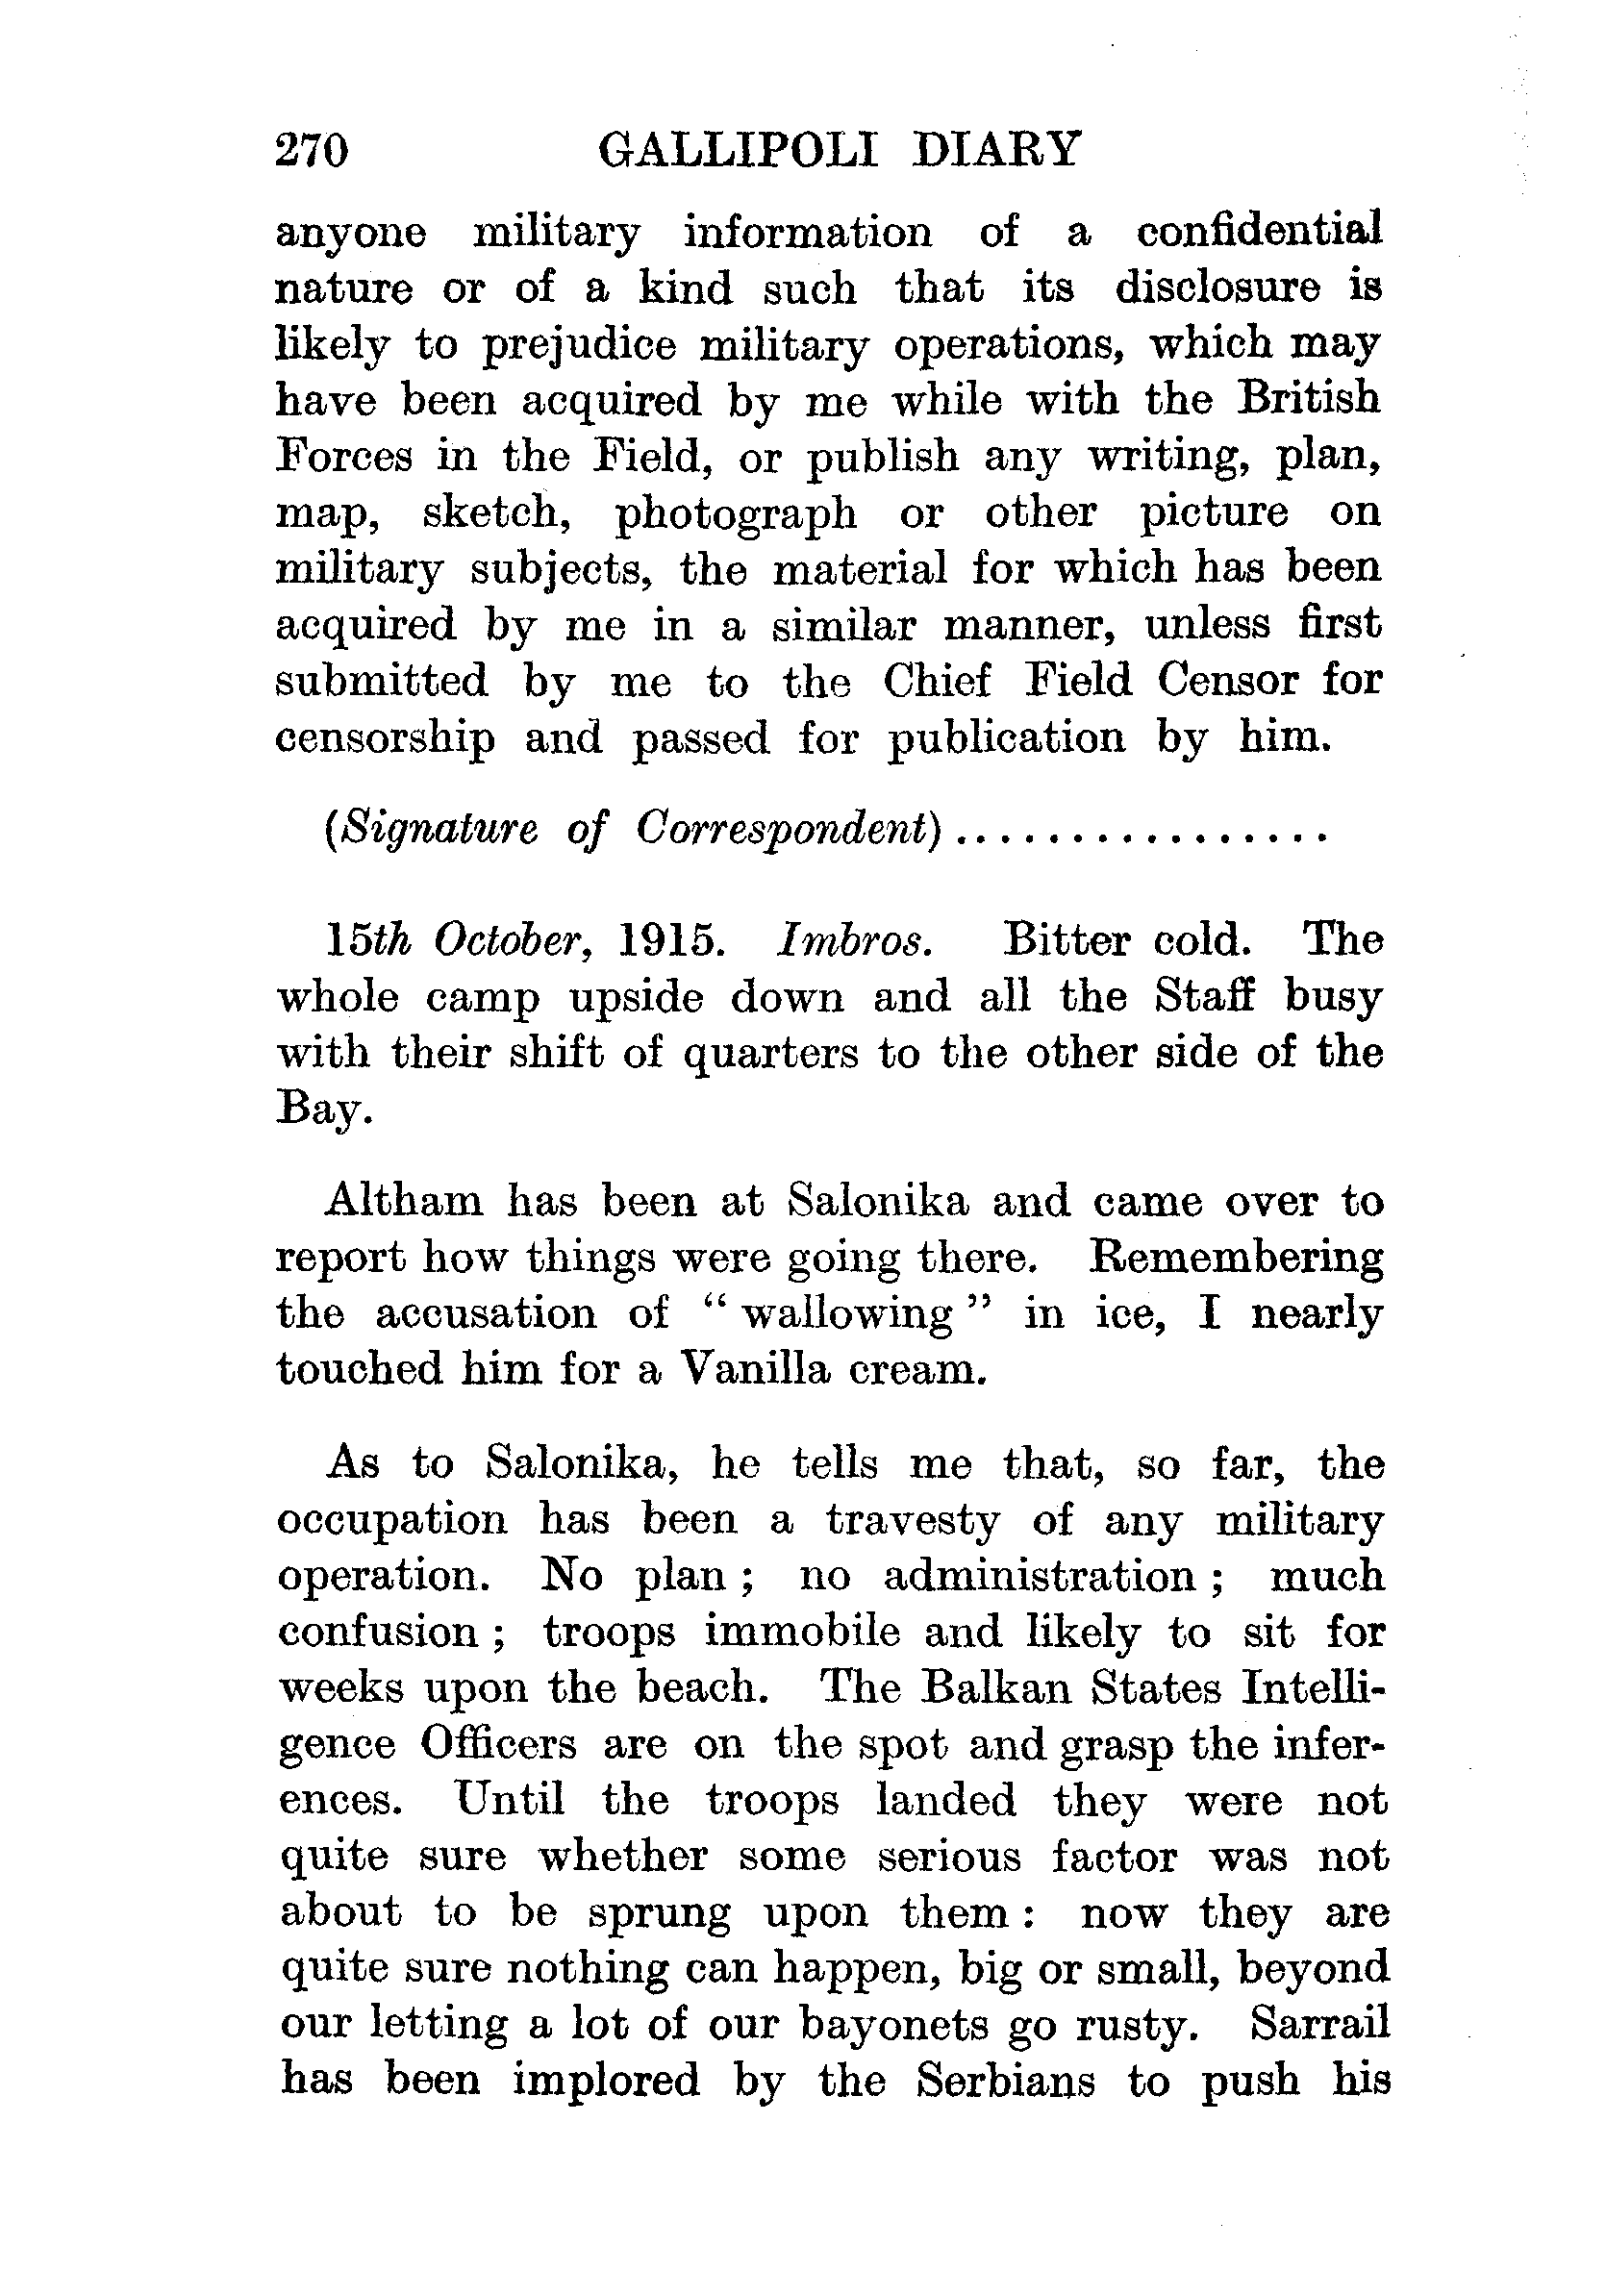 270 GALLIPOLI DIARY
anyone military information of a confidential
nature or of a kind such that its disclosure is
likely to prejudice military operations, which may
have been acquired by me while with the British
Forces in the Field, or publish any writing, plan,
map, sketch, photograph or other picture on
military subjects, the material for which has been
acquired by me in a similar manner, unless first
submitted by me to the Chief Field Censor for
censorship and passed for publication by him.
(Signature of Correspondent)................
15th October, 1915. Imbros. Bitter cold. The
whole camp upside down and all the Staff busy
with their shift of quarters to the other side of the
Bay.
Altham has been at Salonika and came over to
report how things were going there. Remembering
the accusation of “ wallowing ” in ice, I nearly
touched him for a Vanilla cream.
As to Salonika, he tells me that, so far, the
occupation has been a travesty of any military
operation. No plan ; no administration ; much
confusion ; troops immobile and likely to sit for
weeks upon the beach. The Balkan States Intelli-
gence Officers are on the spot and grasp the infer-
ences. Until the troops landed they were not
quite sure whether some serious factor was not
about to be sprung upon them : now they are
quite sure nothing can happen, big or small, beyond
our letting a lot of our bayonets go rusty. Sarrail
has been implored by the Serbians to push his